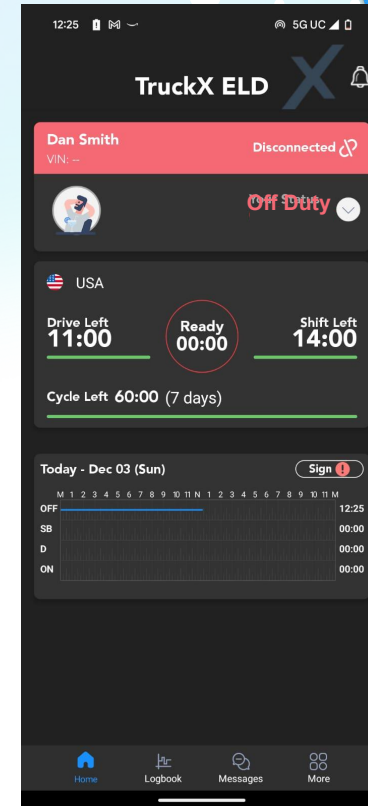 12:25 5G UC
TruckX ELD
X
Dan Smith
Disconnected
VIN: --
Your Status
Off Duty
USA
Drive Left
11:00
Ready
00:00
Shift Left
14:00
Cycle Left 60:00 (7 days)
Today - Dec 03 (Sun)
Sign !
M 1 2 3 4 5 6 7 8 9 10 11 N 1 2 3 4 5 6 7 8 9 10 11 M
OFF 12:25
SB 00:00
D 00:00
ON 00:00
Home Logbook Messages More